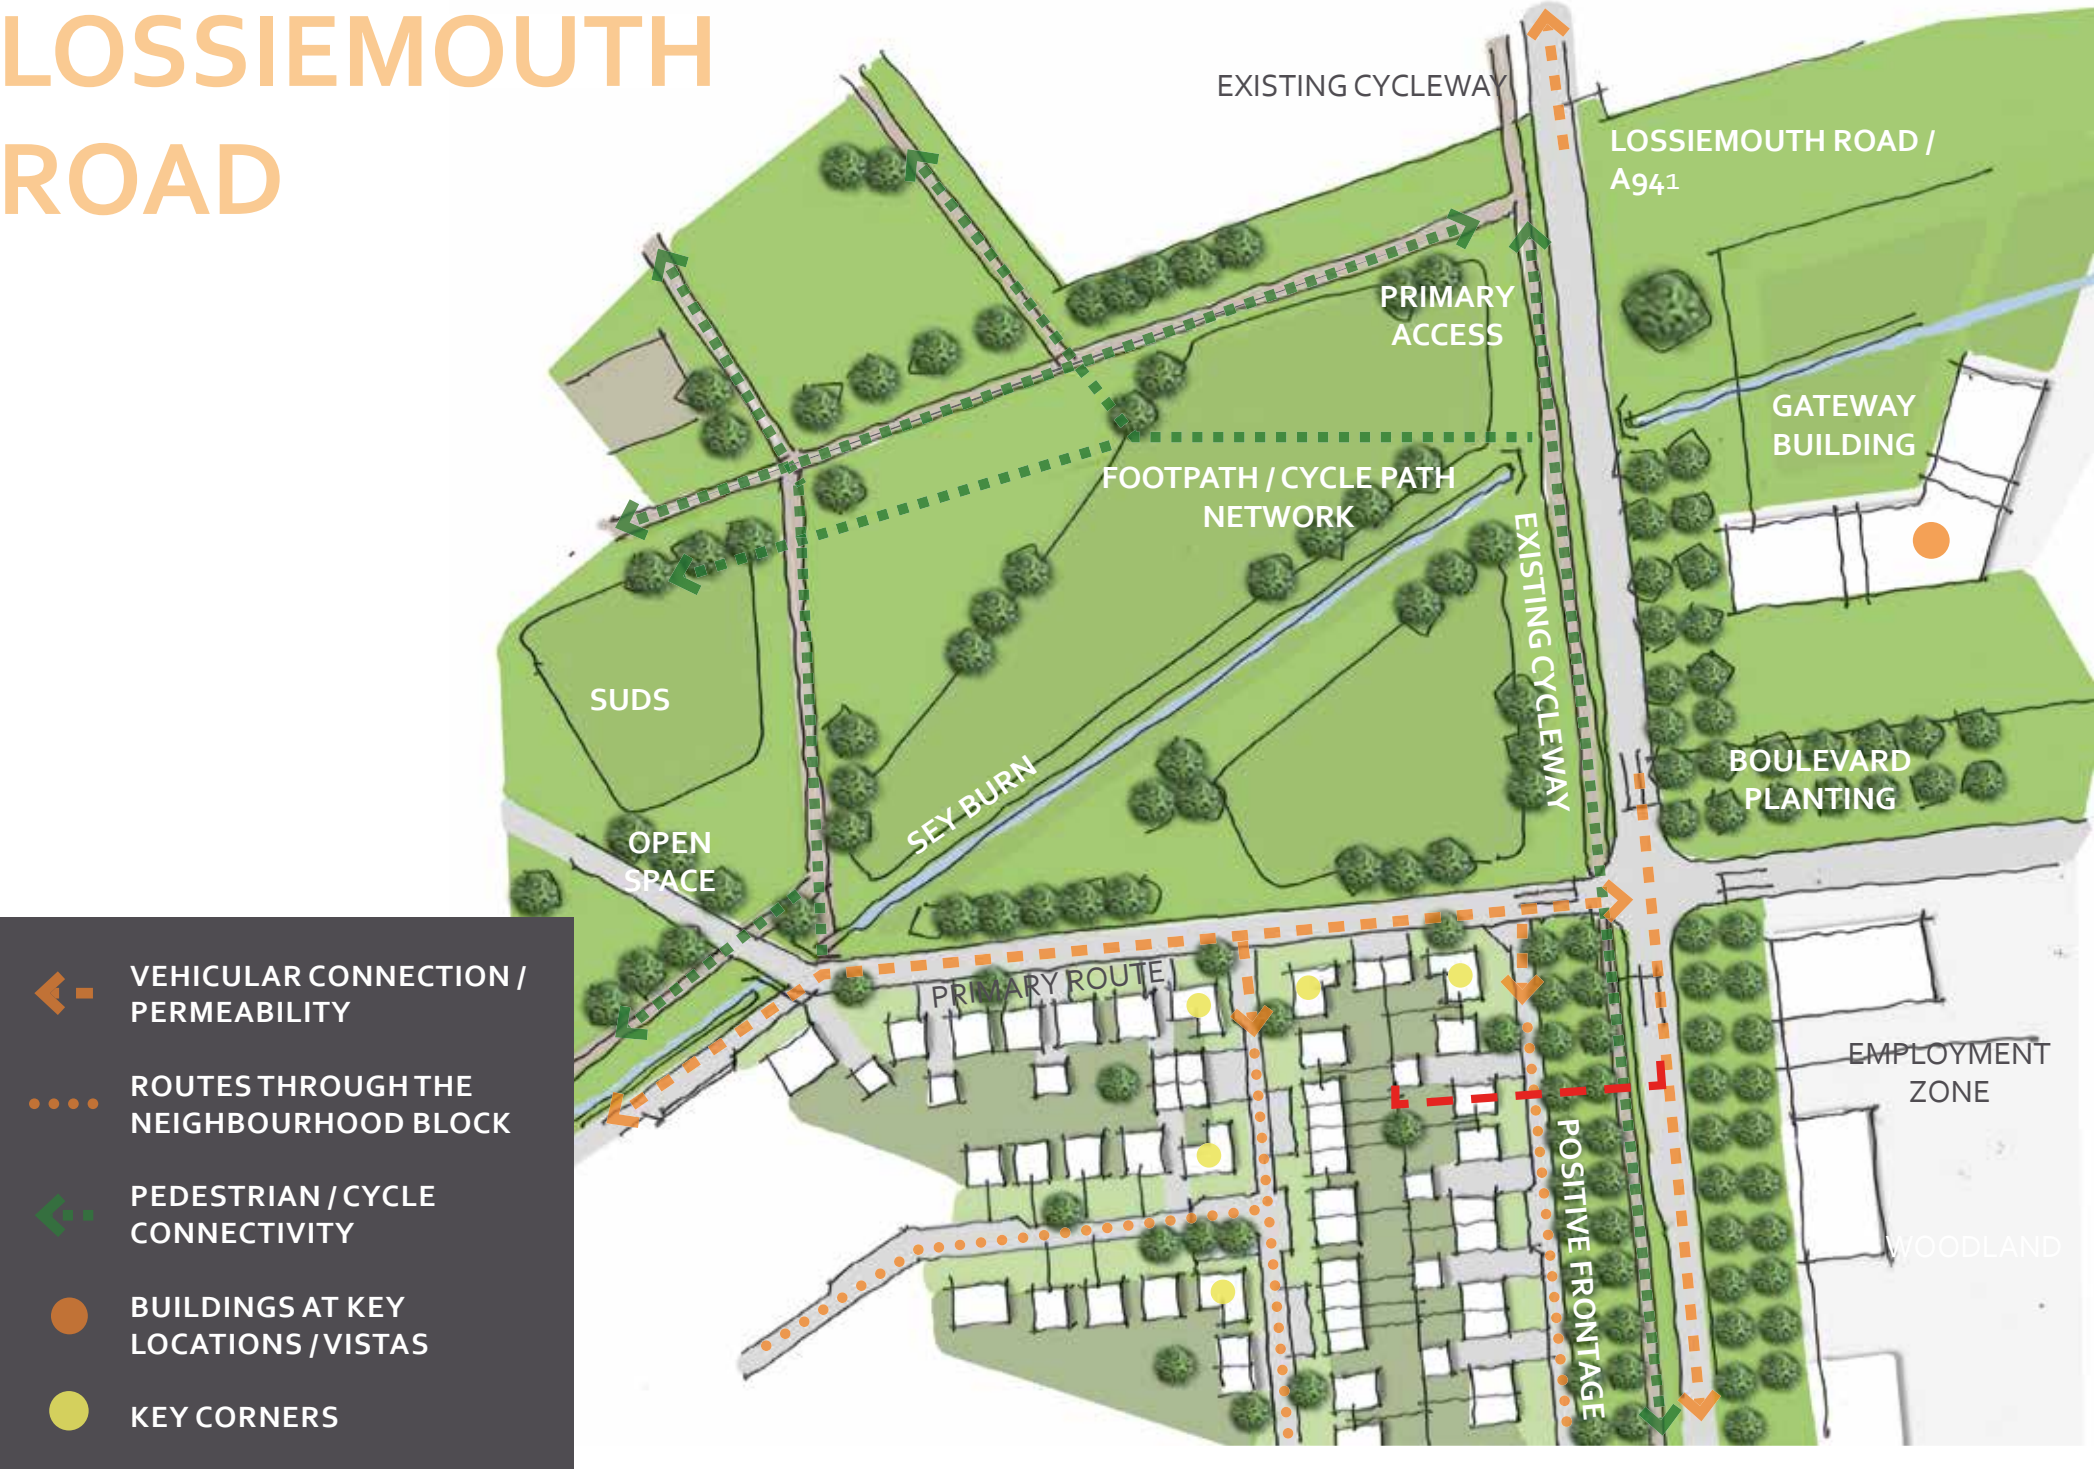 LOSSIEMOUTH
ROAD
EXISTING CYCLEWAY
LOSSIEMOUTH ROAD /
A941
PRIMARY
ACCESS
GATEWAY
BUILDING
FOOTPATH / CYCLE PATH
NETWORK
EXISTING CYCLEWAY
SUDS
SEY BURN
BOULEVARD
PLANTING
OPEN
SPACE
PRIMARY ROUTE
EMPLOYMENT
ZONE
POSITIVE FRONTAGE
WOODLAND
VEHICULAR CONNECTION /
PERMEABILITY
ROUTES THROUGH THE
NEIGHBOURHOOD BLOCK
PEDESTRIAN / CYCLE
CONNECTIVITY
BUILDINGS AT KEY
LOCATIONS / VISTAS
KEY CORNERS